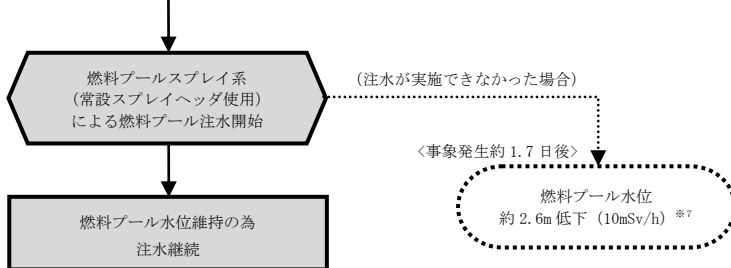 燃料プールスプレイ系
（常設スプレイヘッダ使用）
による燃料プール注水開始
（注水が実施できなかった場合）
＜事象発生約 1.7 日後＞
燃料プール水位
約 2.6m 低下（10mSv/h）※7
燃料プール水位維持の為
注水継続